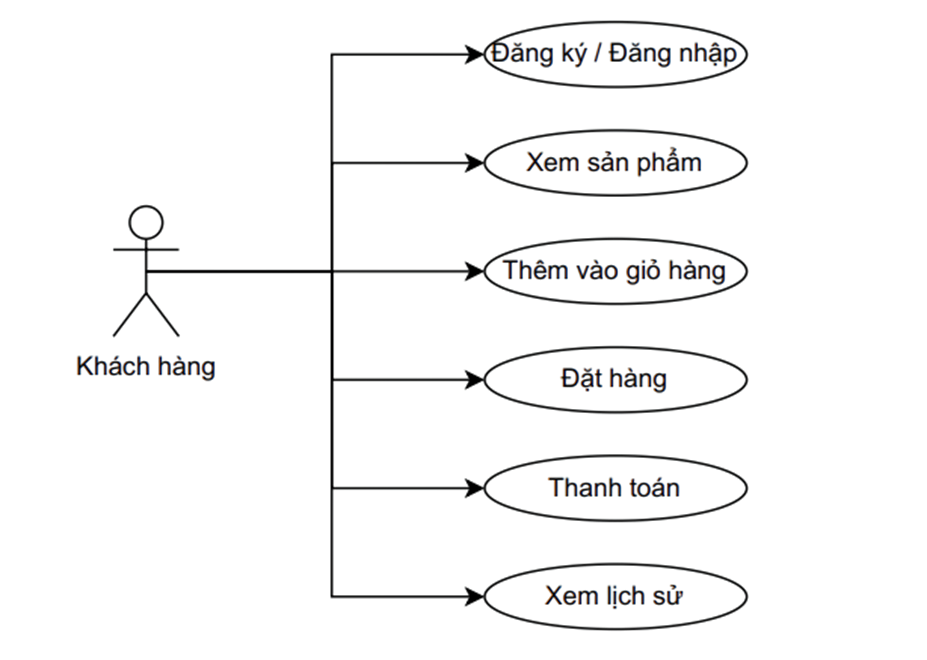 Đăng ký / Đăng nhập
Xem sản phẩm
Thêm vào giỏ hàng
Khách hàng
Đặt hàng
Thanh toán
Xem lịch sử